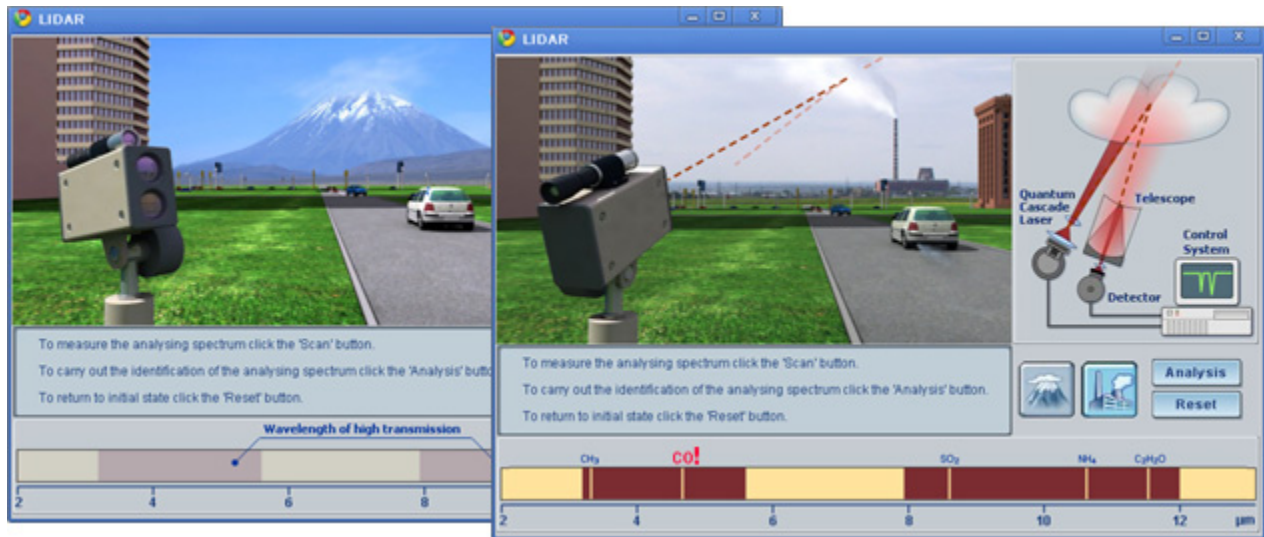 LIDAR
To measure the analysing spectrum click the 'Scan' button.
To carry out the identification of the analysing spectrum click the 'Analysis' butto
To return to initial state click the 'Reset' button.
Wavelength of high transmission
2 4 6 8
LIDAR
Quantum
Cascade
Laser
Telescope
Control
System
Detector
To measure the analysing spectrum click the 'Scan' button.
To carry out the identification of the analysing spectrum click the 'Analysis' button.
To return to initial state click the 'Reset' button.
Analysis
Reset
CH₃ CO! SO₂ NH₄ C₂H₂O
2 4 6 8 10 12 µm